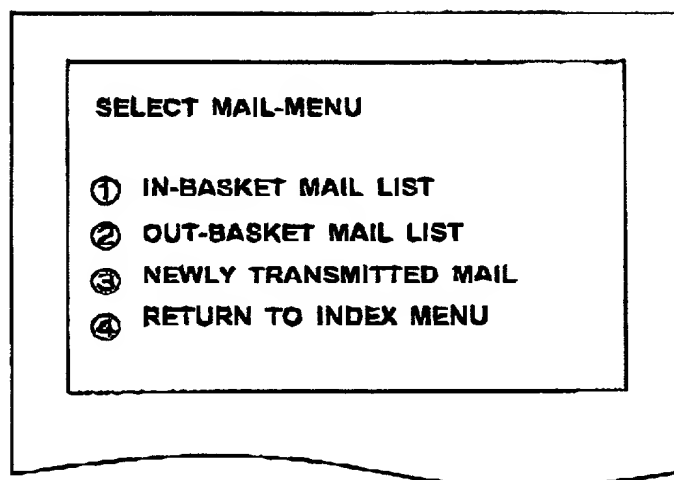 SELECT MAIL-MENU
① IN-BASKET MAIL LIST
② OUT-BASKET MAIL LIST
③ NEWLY TRANSMITTED MAIL
④ RETURN TO INDEX MENU